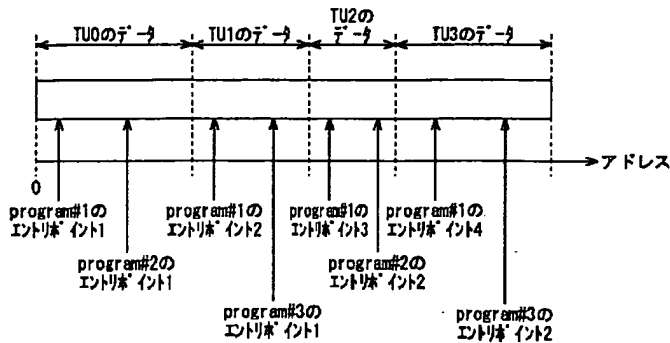 TU0のデータ
TU1のデータ
TU2の
データ
TU3のデータ
アドレス
0
program#1の
エントリポイント1
program#1の
エントリポイント2
program#1の
エントリポイント3
program#1の
エントリポイント4
program#2の
エントリポイント1
program#2の
エントリポイント2
program#3の
エントリポイント1
program#3の
エントリポイント2